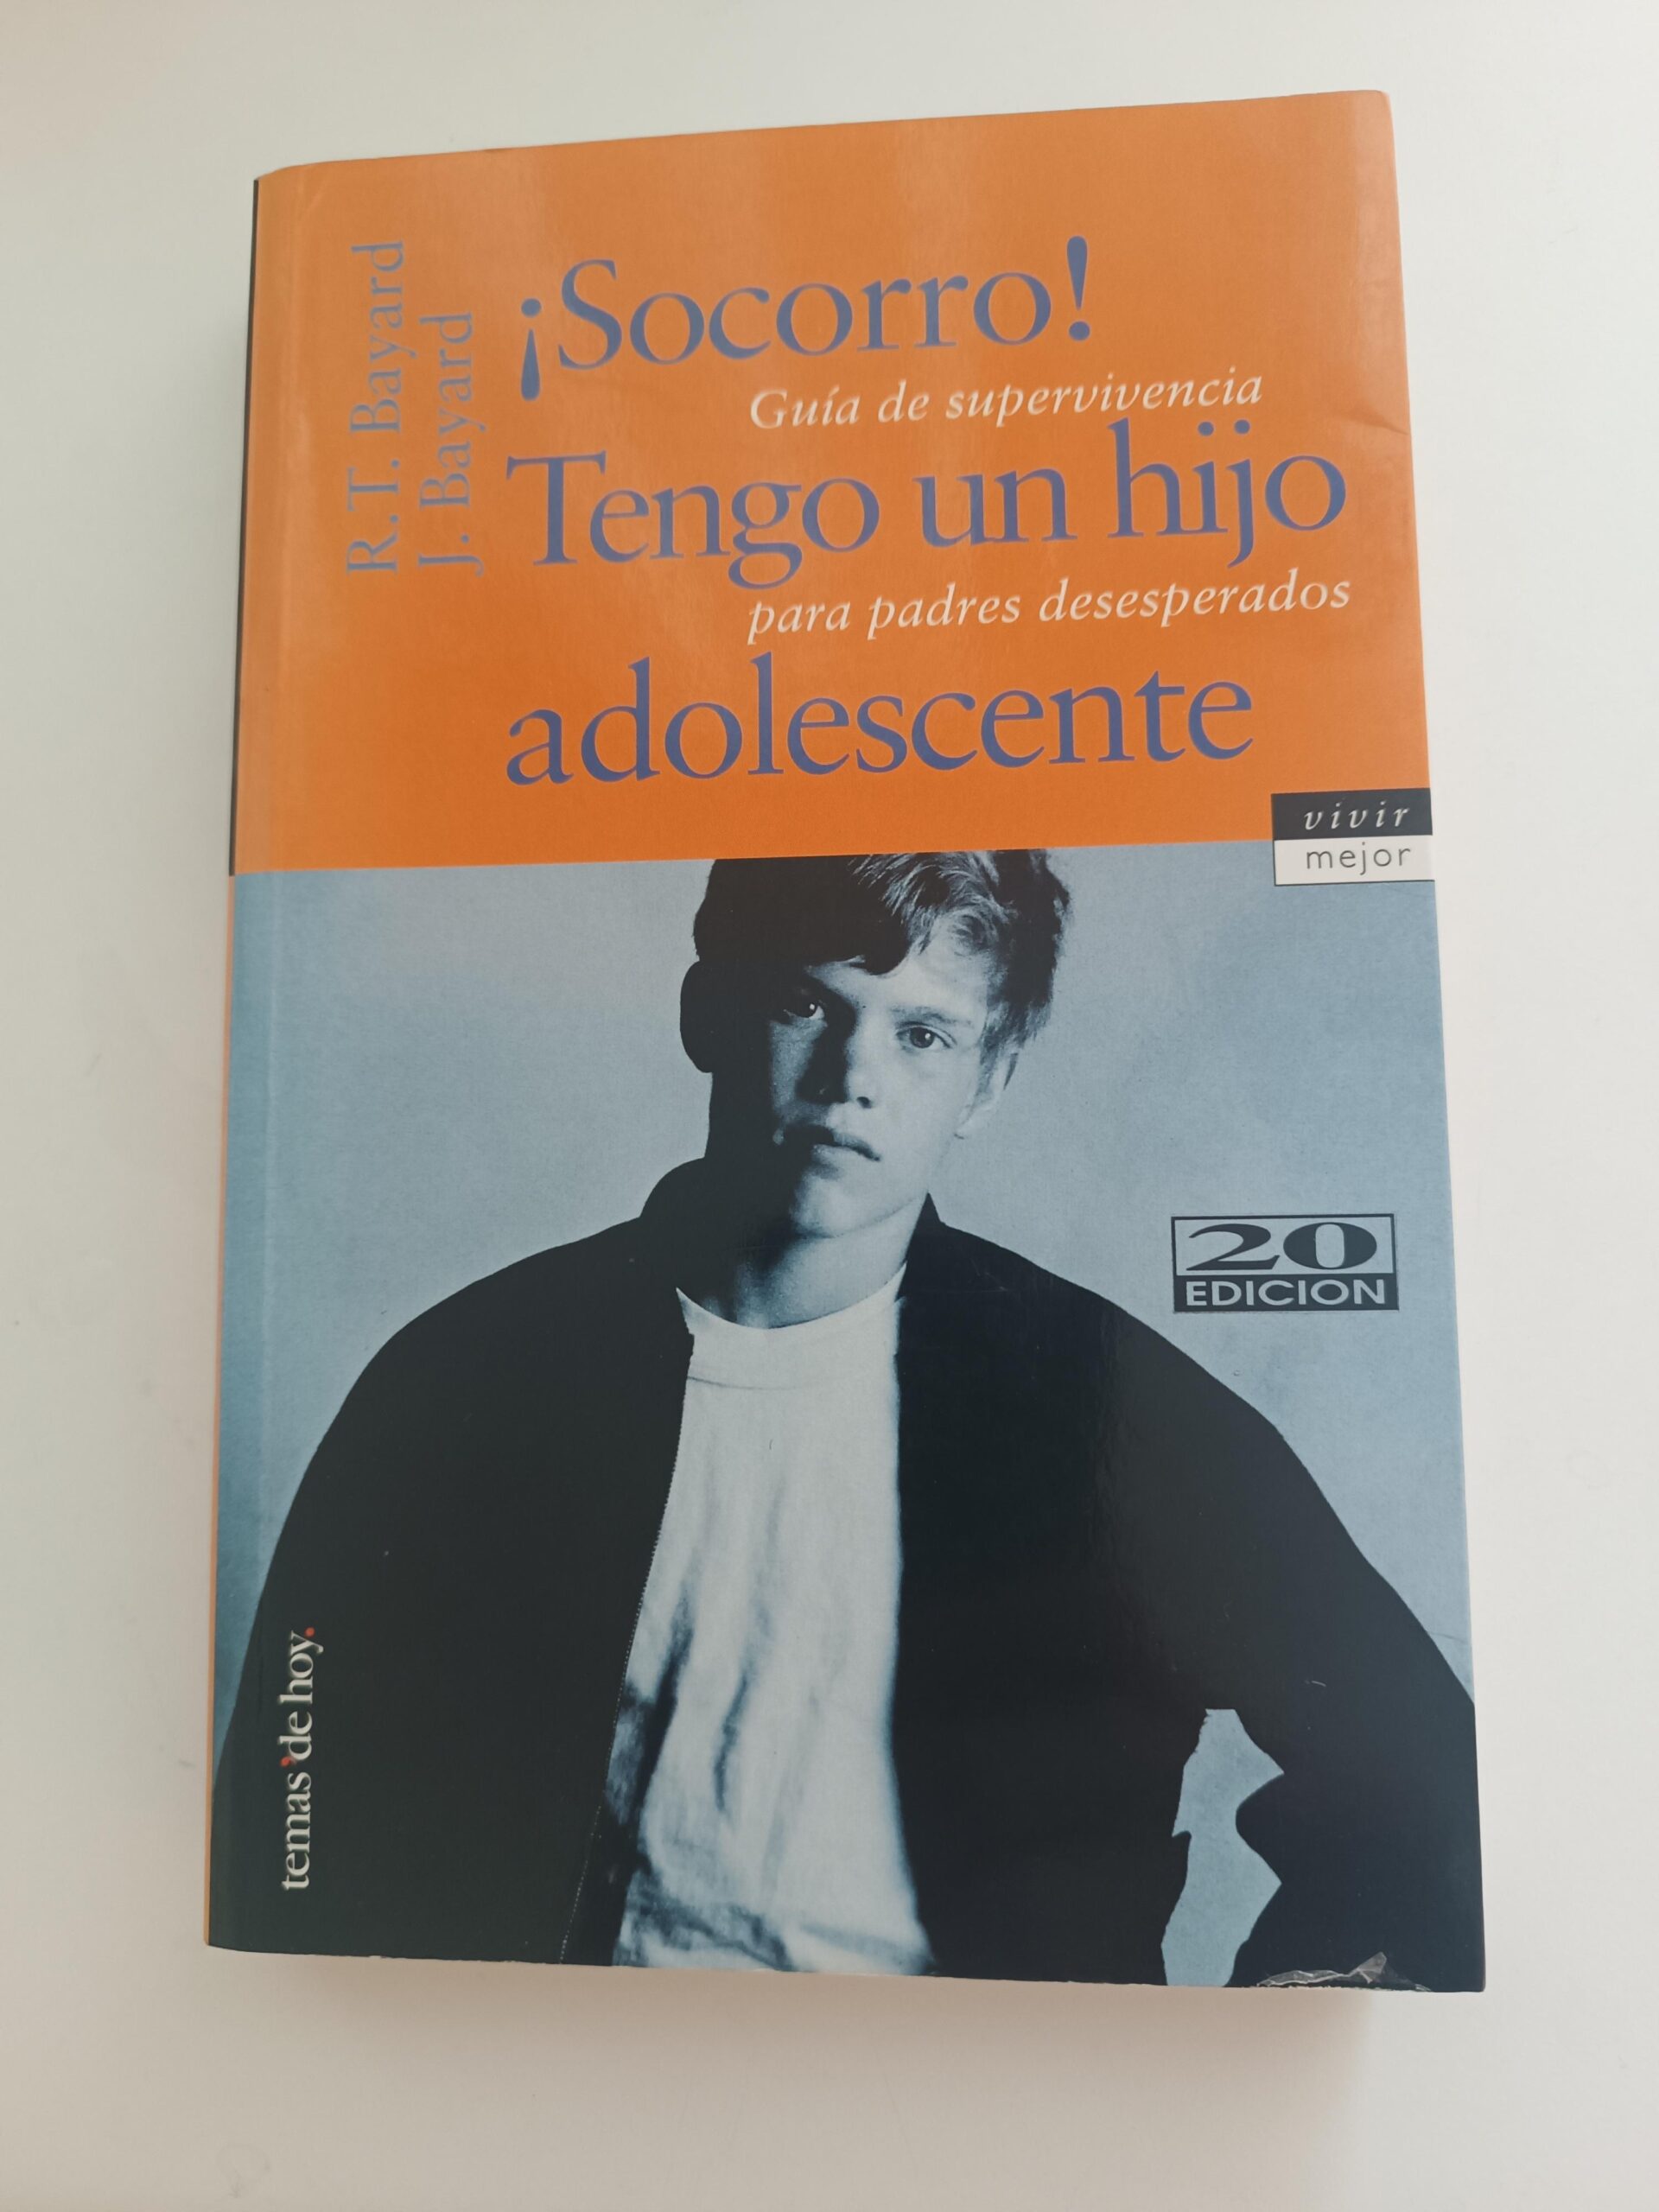 R.T. Bayard
J. Bayard
¡Socorro!
Guía de supervivencia
Tengo un hijo
para padres desesperados
adolescente
vivir
mejor
20
EDICION
temas'de hoy.